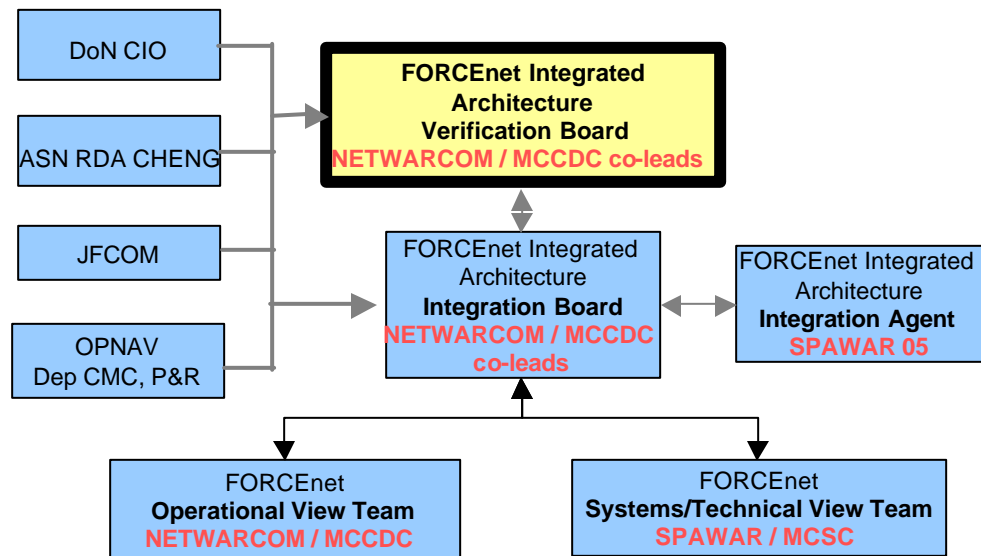 DoN CIO
ASN RDA CHENG
JFCOM
OPNAV
Dep CMC, P&R
FORCEnet Integrated
Architecture
Verification Board
NETWARCOM / MCCDC co-leads
FORCEnet Integrated
Architecture
Integration Board
NETWARCOM / MCCDC
co-leads
FORCEnet Integrated
Architecture
Integration Agent
SPAWAR 05
FORCEnet
Operational View Team
NETWARCOM / MCCDC
FORCEnet
Systems/Technical View Team
SPAWAR / MCSC